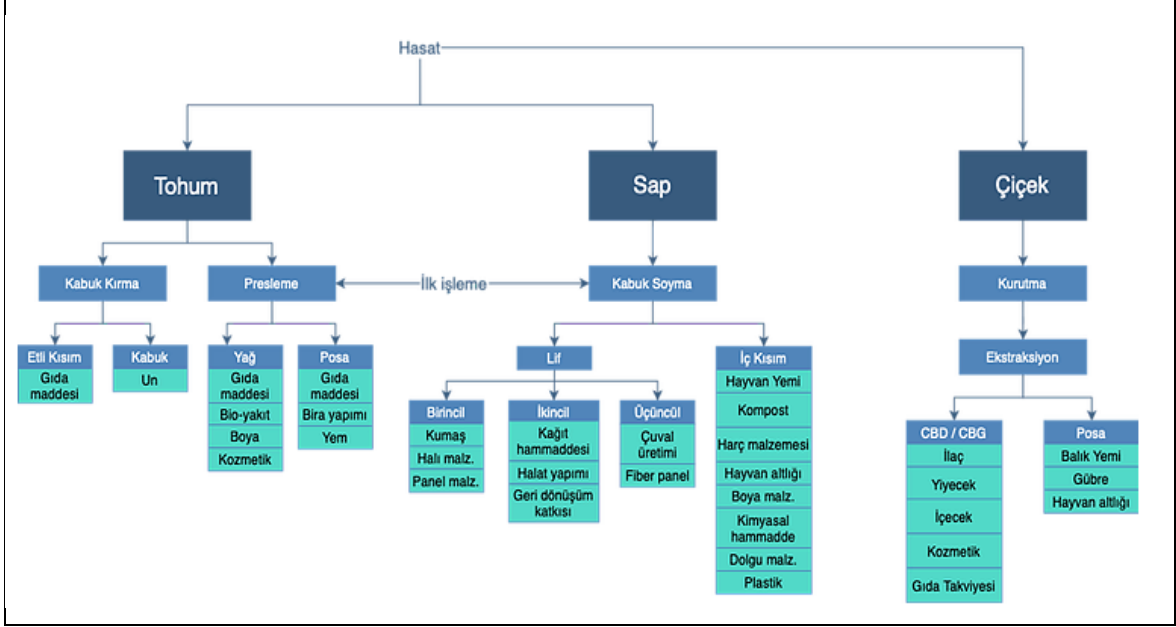 Hasat
Tohum
Sap
Çiçek
Kabuk Kırma
Presleme
İlk işleme
Kabuk Soyma
Kurutma
Etli Kısım
Gıda
maddesi
Kabuk
Un
Yağ
Gıda
maddesi
Bio-yakıt
Boya
Kozmetik
Posa
Gıda
maddesi
Bira yapımı
Yem
Lif
Birincil
Kumaş
Halı malz.
Panel malz.
İkincil
Kağıt
hammaddesi
Halat yapımı
Geri dönüşüm
katkısı
Üçüncül
Çuval
üretimi
Fiber panel
İç Kısım
Hayvan Yemi
Kompost
Harç malzemesi
Hayvan altlığı
Boya malz.
Kimyasal
hammadde
Dolgu malz.
Plastik
Ekstraksiyon
CBD / CBG
İlaç
Yiyecek
İçecek
Kozmetik
Gıda Takviyesi
Posa
Balık Yemi
Gübre
Hayvan altlığı